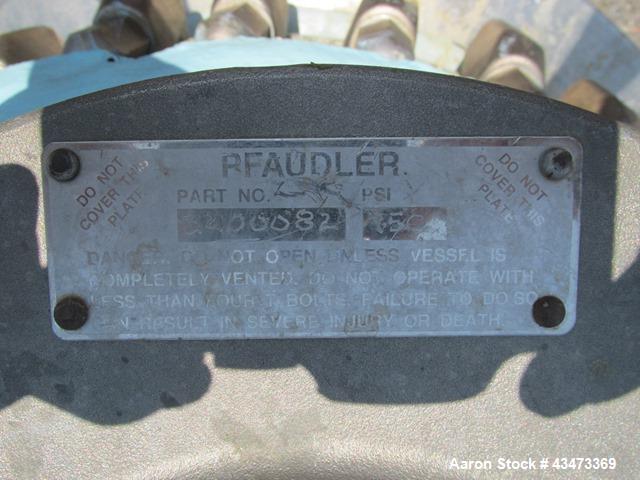 DO NOT
COVER THIS
PLATE
PFAUDLER
DO NOT
COVER THIS
PLATE
PART NO. PSI
DANGER. DO NOT OPEN UNLESS VESSEL IS
COMPLETELY VENTED. DO NOT OPERATE WITH
LESS THAN FOUR T BOLTS. FAILURE TO DO SO
CAN RESULT IN SEVERE INJURY OR DEATH.
Aaron Stock # 43473369